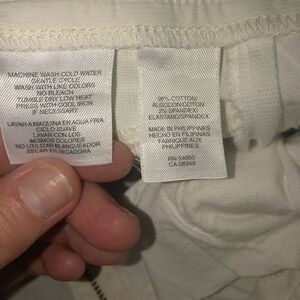 MACHINE WASH COLD WATER
GENTLE CYCLE
WASH WITH LIKE COLORS
NO BLEACH
TUMBLE DRY LOW HEAT
PRESS WITH COOL IRON
IF NECESSARY
LAVAR A MAQUINA EN AGUA FRIA
CICLO SUAVE
LAVAR CON LOS
MISMOS COLORES
NO UTILIZAR BLANQUEADOR
SECAR EN SECADORA
98% COTTON/
ALGODON/COTON
2% SPANDEX/
ELASTANO/SPANDEX
MADE IN PHILIPPINES
HECHO EN FILIPINAS
FABRIQUE AUX
PHILIPPINES
RN 54050
CA 08349